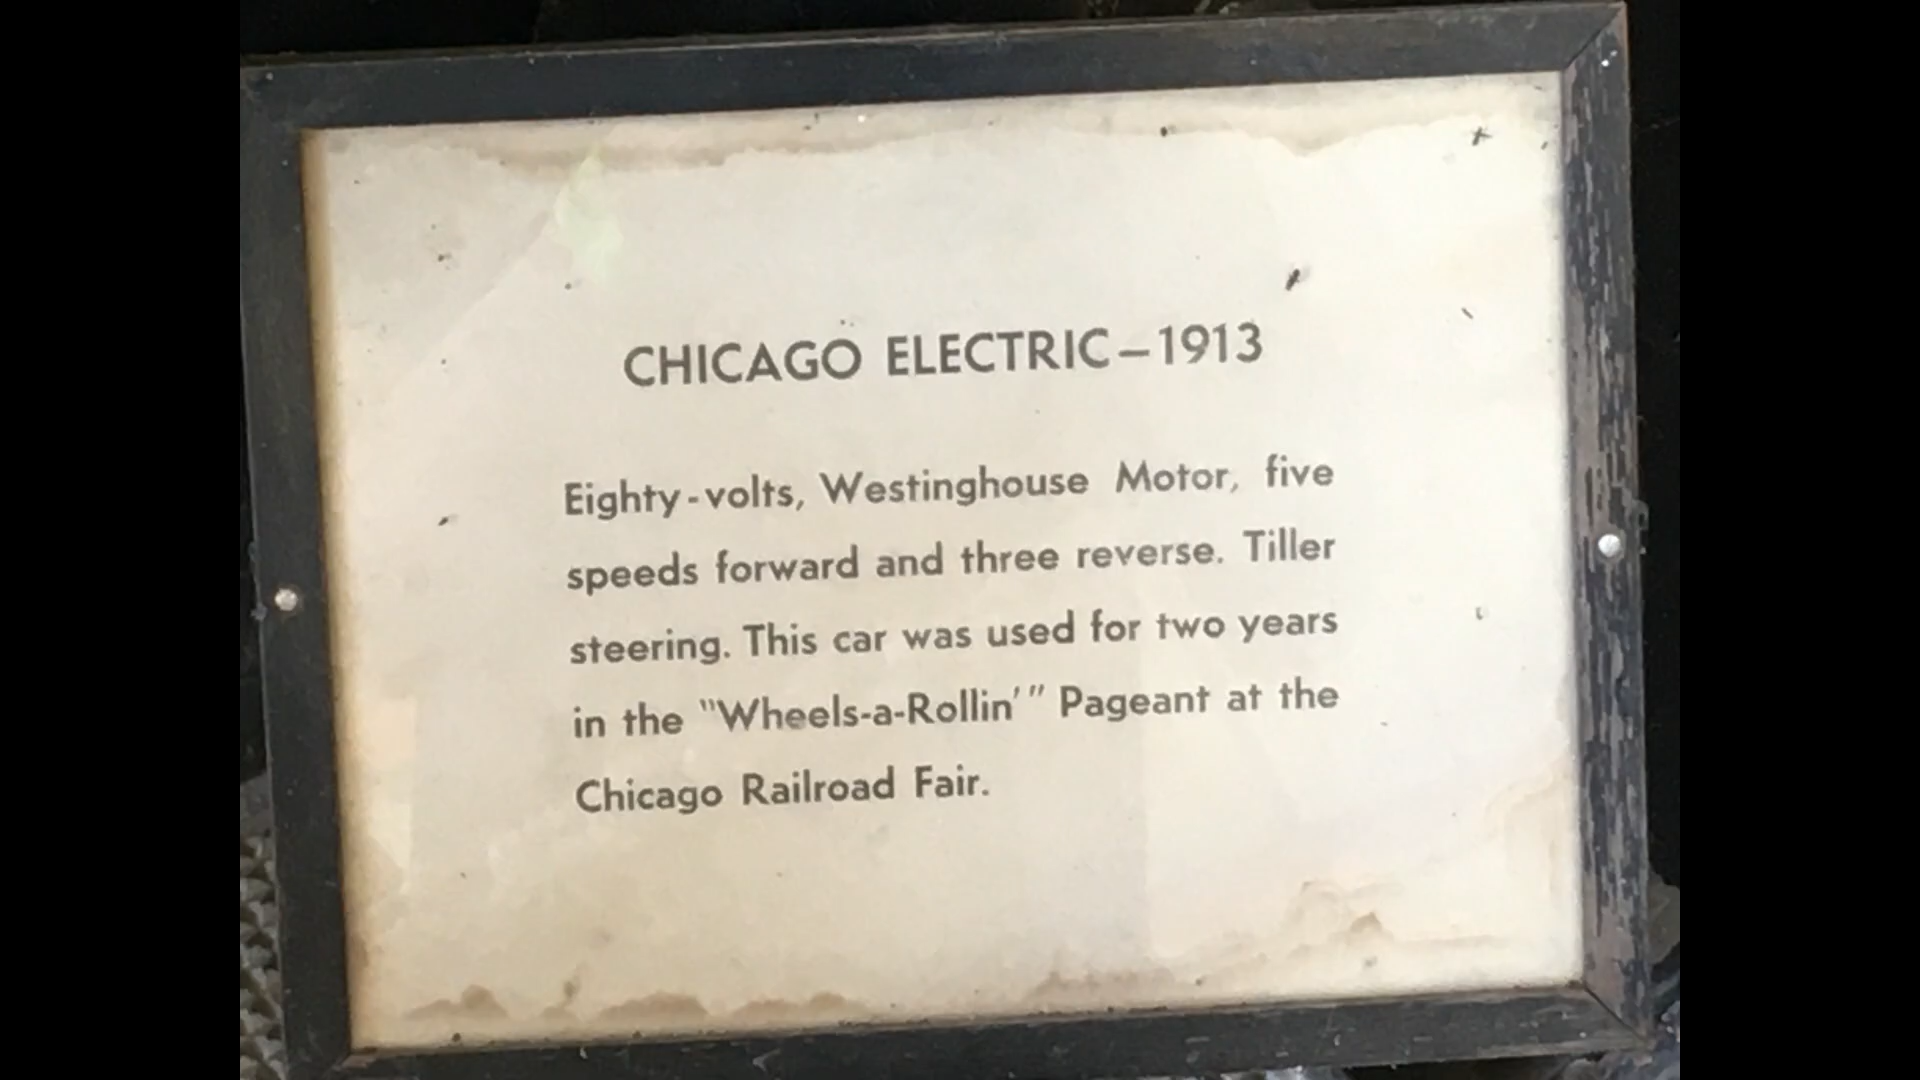 CHICAGO ELECTRIC–1913
Eighty-volts, Westinghouse Motor, five
speeds forward and three reverse. Tiller
steering. This car was used for two years
in the "Wheels-a-Rollin'" Pageant at the
Chicago Railroad Fair.